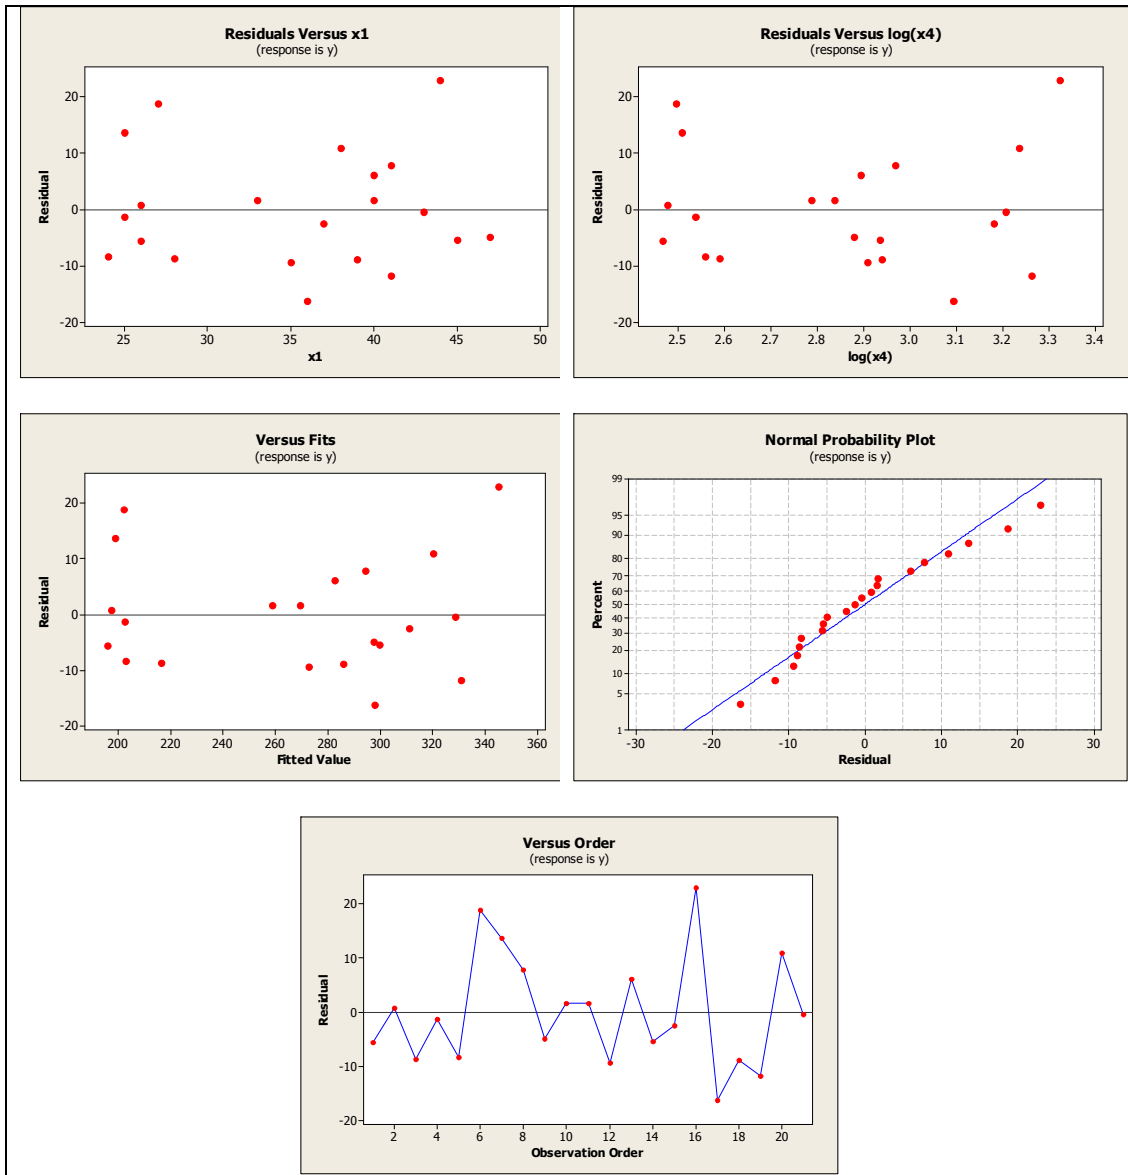 Residuals Versus x1
(response is y)
20
10
0
-10
-20
Residual
25 30 35 40 45 50
x1
Residuals Versus log(x4)
(response is y)
20
10
0
-10
-20
Residual
2.5 2.6 2.7 2.8 2.9 3.0 3.1 3.2 3.3 3.4
log(x4)
Versus Fits
(response is y)
20
10
0
-10
-20
Residual
200 220 240 260 280 300 320 340 360
Fitted Value
Normal Probability Plot
(response is y)
99
95
90
80
70
60
50
40
30
20
10
5
1
Percent
-30 -20 -10 0 10 20 30
Residual
Versus Order
(response is y)
20
10
0
-10
-20
Residual
2 4 6 8 10 12 14 16 18 20
Observation Order